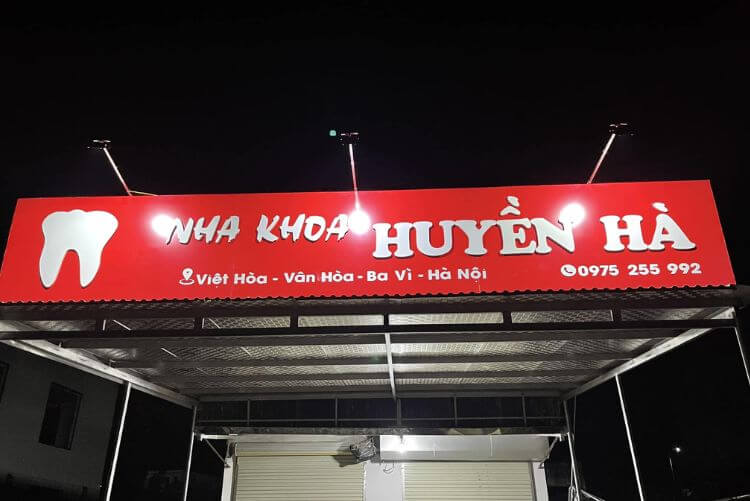 NHA KHOA HUYỀN HÀ
Việt Hòa - Vân Hòa - Ba Vì - Hà Nội 0975 255 992